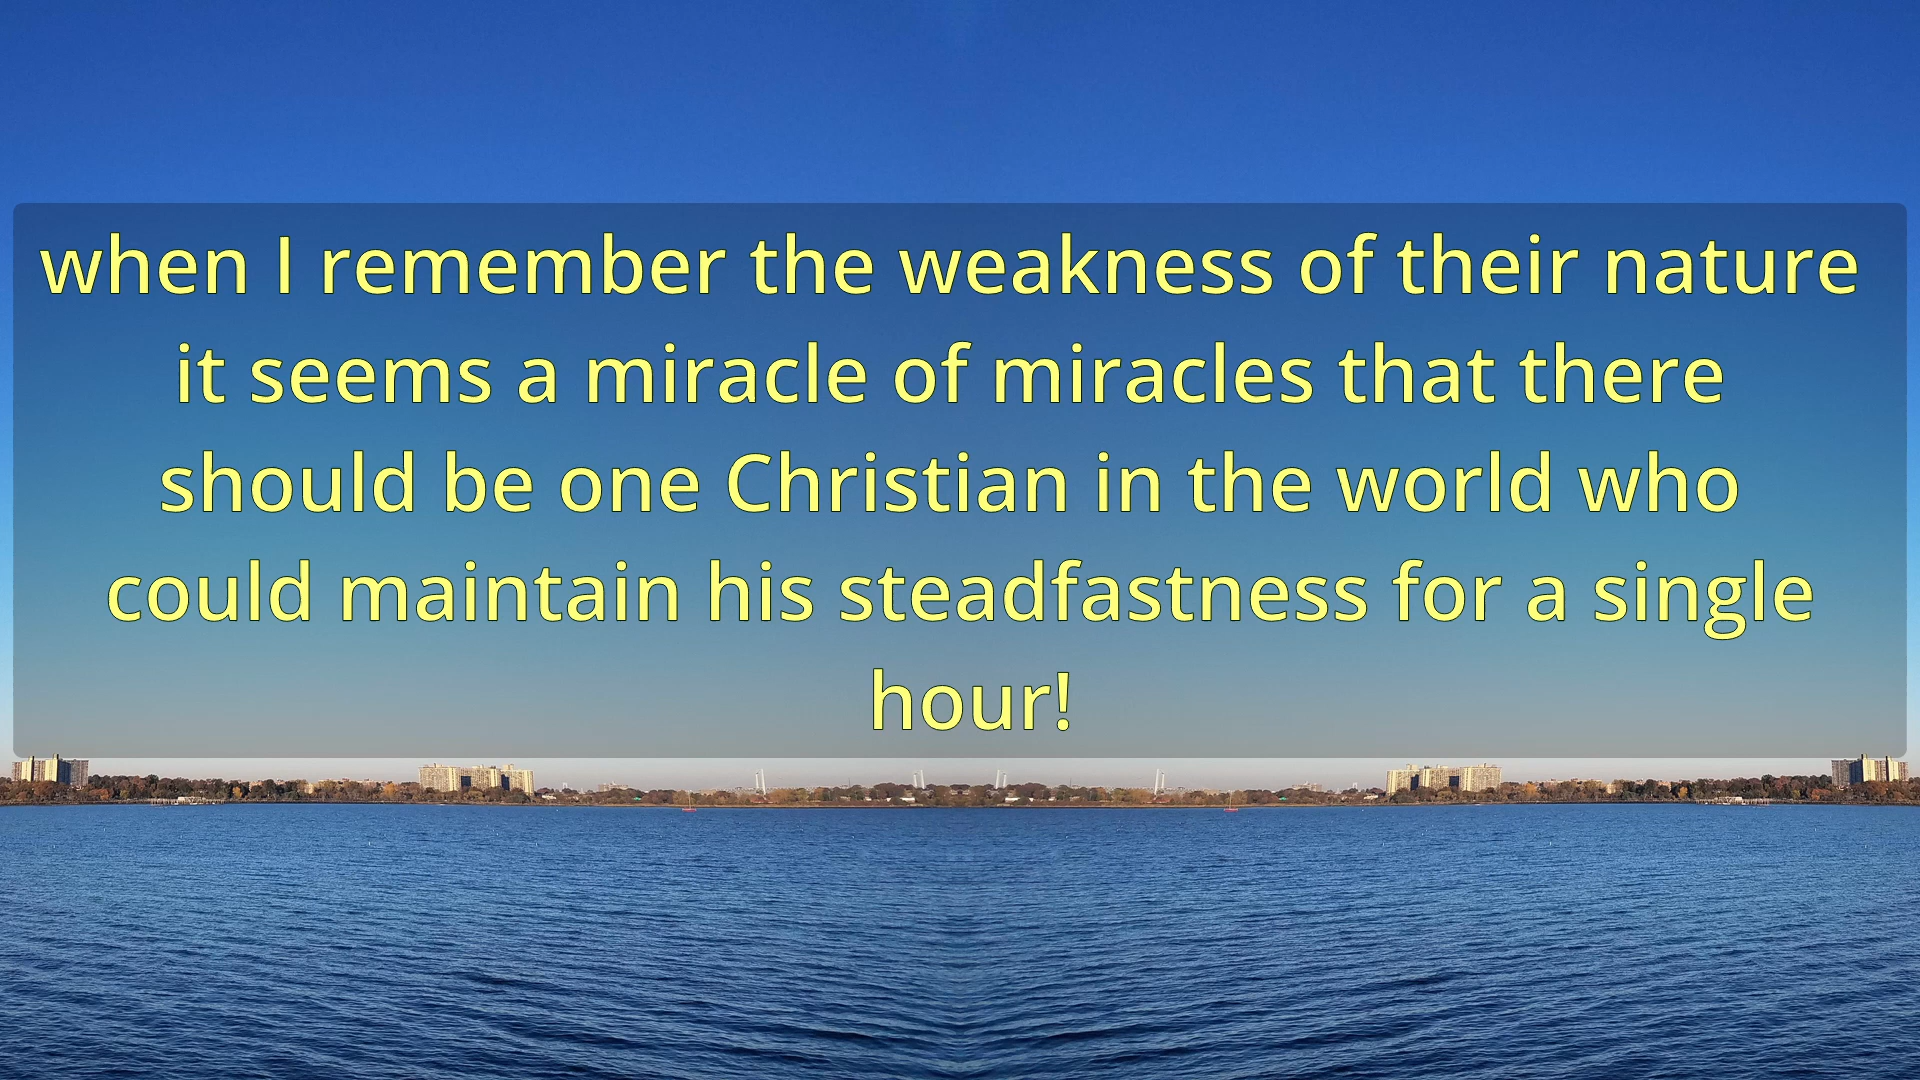 when I remember the weakness of their nature
it seems a miracle of miracles that there
should be one Christian in the world who
could maintain his steadfastness for a single
hour!